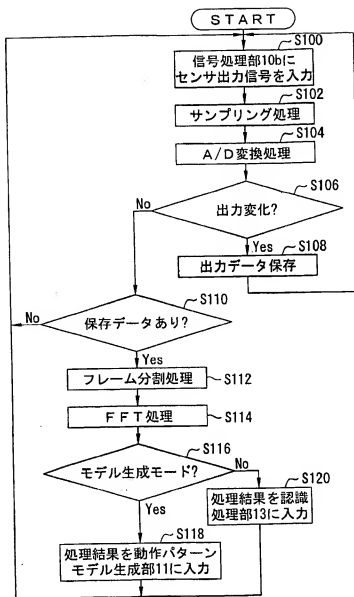 START
S100
信号処理部10bに
センサ出力信号を入力
S102
サンプリング処理
S104
A/D変換処理
S106
No
出力変化?
Yes
S108
出力データ保存
S110
No
保存データあり?
Yes
フレーム分割処理
S112
FFT処理
S114
S116
モデル生成モード?
No
S120
Yes
処理結果を認識
処理部13に入力
S118
処理結果を動作パターン
モデル生成部11に入力